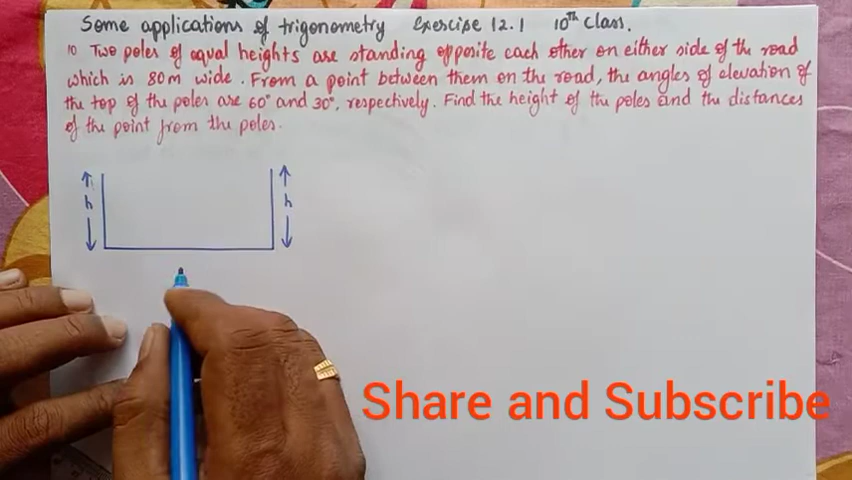 Some applications of trigonometry Exercise 12.1 10th Class.
10 Two poles of equal heights are standing opposite each other on either side of the road
which is 80m wide. From a point between them on the road, the angles of elevation of
the top of the poles are 60° and 30°, respectively. Find the height of the poles and the distances
of the point from the poles.
h h
Share and Subscribe